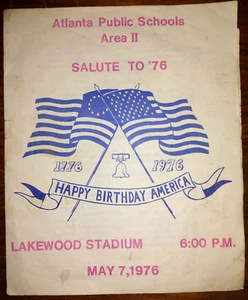 Atlanta Public Schools
Area II
SALUTE TO '76
1776 1976
HAPPY BIRTHDAY AMERICA
LAKEWOOD STADIUM 6:00 P.M.
MAY 7,1976